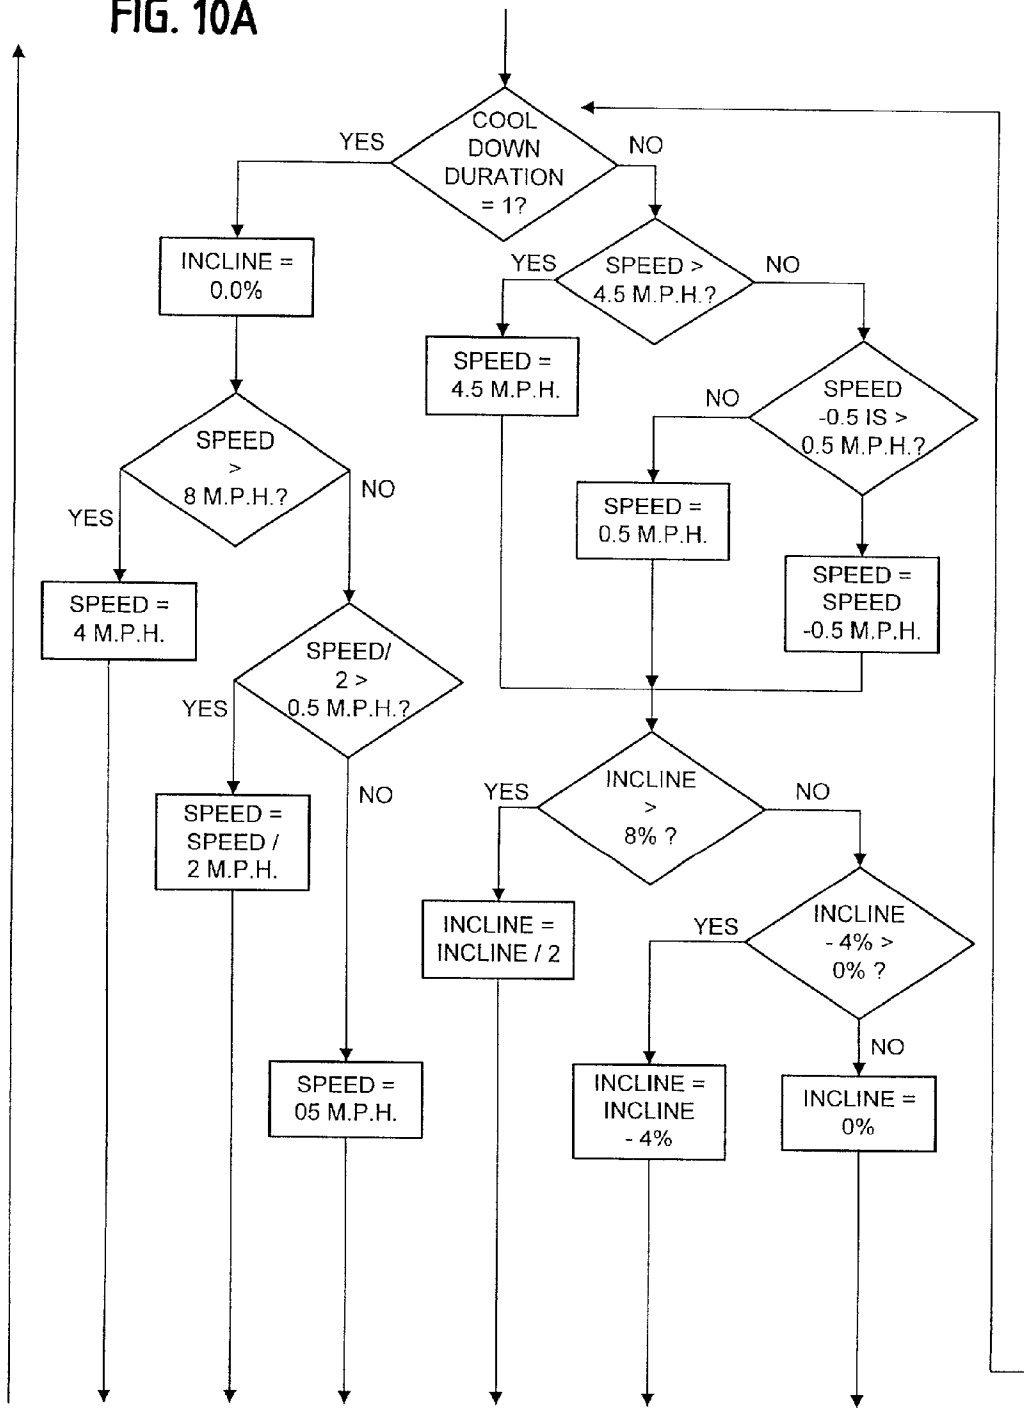 FIG. 10A
COOL
DOWN
DURATION
= 1?
YES
NO
INCLINE =
0.0%
SPEED >
4.5 M.P.H.?
YES
NO
SPEED =
4.5 M.P.H.
SPEED
-0.5 IS >
0.5 M.P.H.?
NO
SPEED
>
8 M.P.H.?
YES
NO
SPEED =
0.5 M.P.H.
SPEED =
SPEED
-0.5 M.P.H.
SPEED =
4 M.P.H.
SPEED/
2 >
0.5 M.P.H.?
YES
NO
SPEED =
SPEED /
2 M.P.H.
INCLINE
>
8% ?
YES
NO
INCLINE =
INCLINE / 2
INCLINE
- 4% >
0% ?
YES
NO
SPEED =
05 M.P.H.
INCLINE =
INCLINE
- 4%
INCLINE =
0%